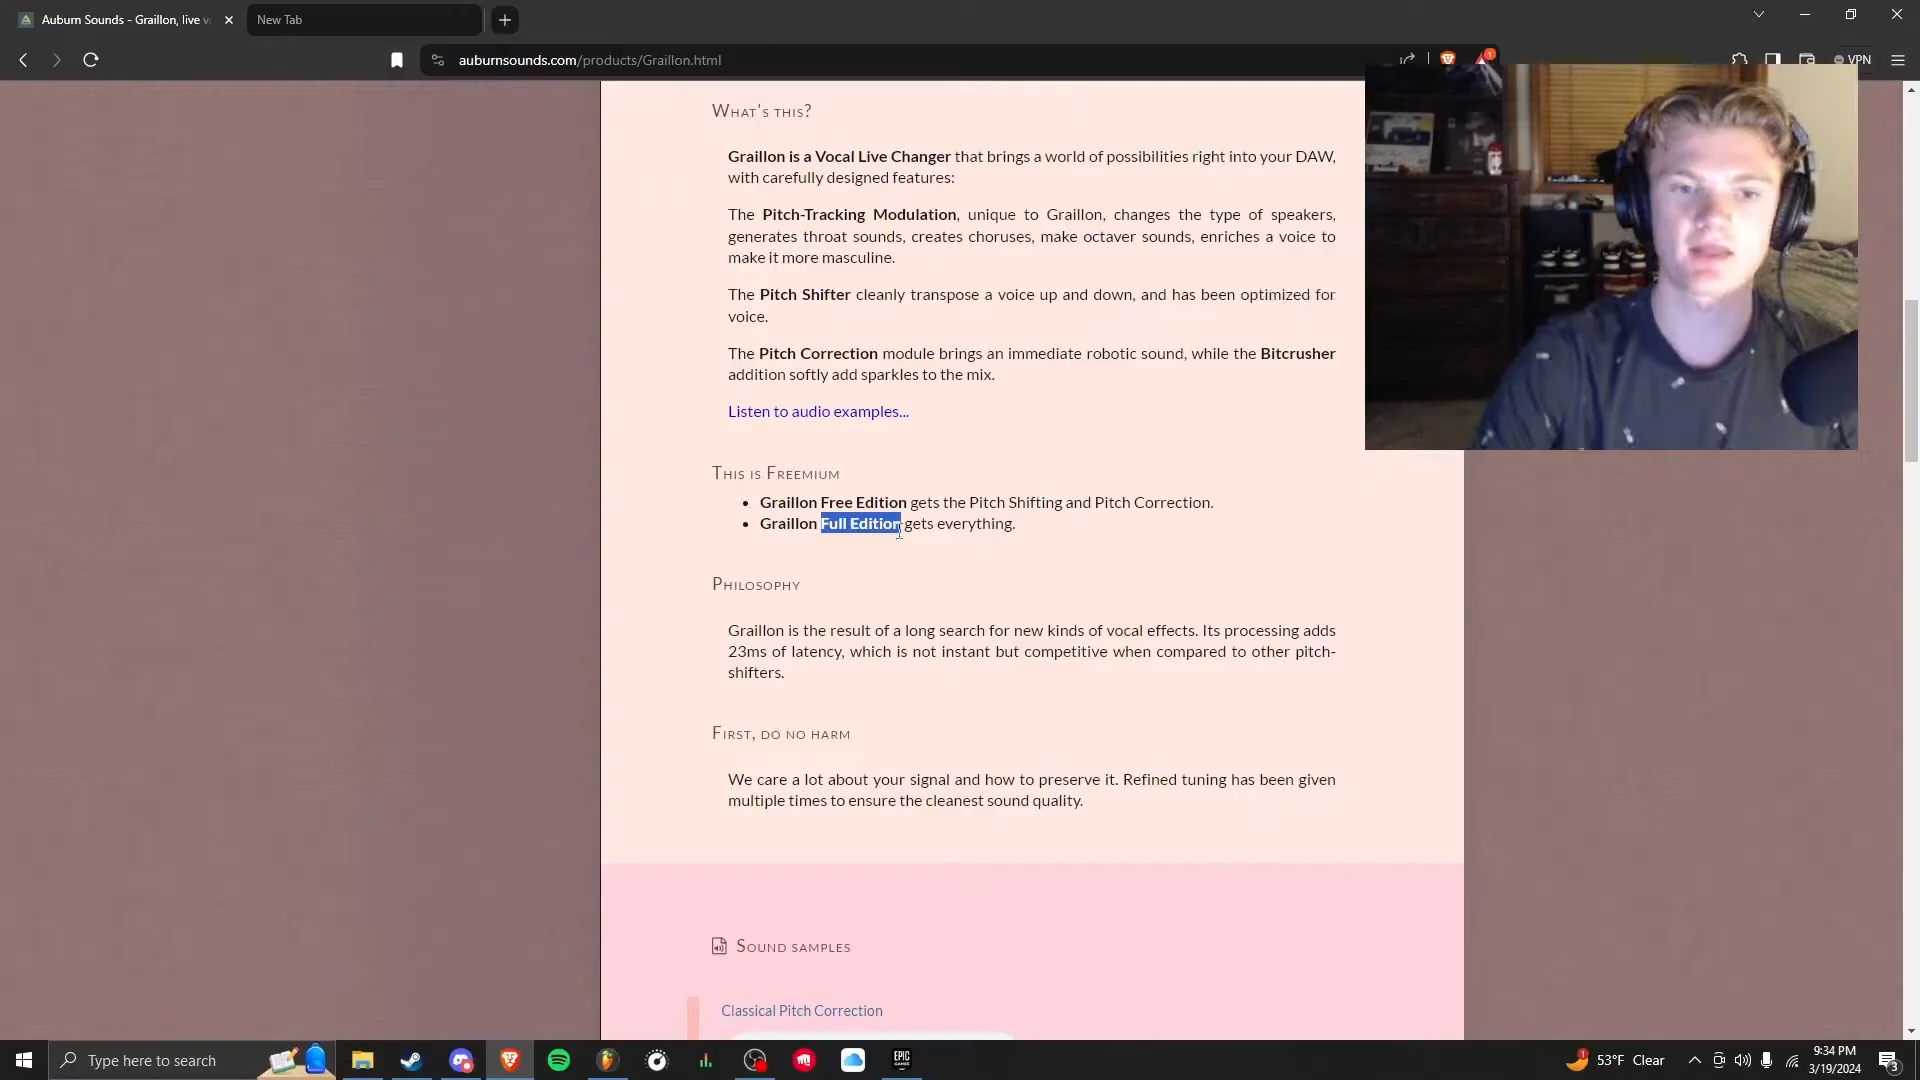 Auburn Sounds - Graillon, live v
New Tab
auburnsounds.com/products/Graillon.html
1
VPN
What's this?
Graillon is a Vocal Live Changer that brings a world of possibilities right into your DAW,
with carefully designed features:
The Pitch-Tracking Modulation, unique to Graillon, changes the type of speakers,
generates throat sounds, creates choruses, make octaver sounds, enriches a voice to
make it more masculine.
The Pitch Shifter cleanly transpose a voice up and down, and has been optimized for
voice.
The Pitch Correction module brings an immediate robotic sound, while the Bitcrusher
addition softly add sparkles to the mix.
Listen to audio examples...
This is Freemium
• Graillon Free Edition gets the Pitch Shifting and Pitch Correction.
• Graillon Full Edition gets everything.
Philosophy
Graillon is the result of a long search for new kinds of vocal effects. Its processing adds
23ms of latency, which is not instant but competitive when compared to other pitch-
shifters.
First, do no harm
We care a lot about your signal and how to preserve it. Refined tuning has been given
multiple times to ensure the cleanest sound quality.
Sound samples
Classical Pitch Correction
Type here to search
EPIC
GAMES
1
53°F Clear
9:34 PM
3/19/2024
3